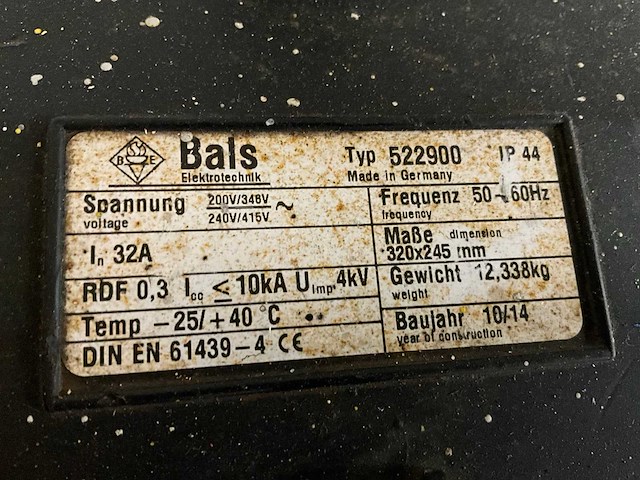 B E
Bals
Elektrotechnik
Typ 522900 IP 44
Made in Germany
Spannung 200V/346V ~
voltage 240V/415V
Frequenz 50-60Hz
frequency
In 32A
Maße dimension
320x245 mm
RDF 0,3 Icc ≤ 10kA UImp. 4kV
Gewicht 12,338kg
weight
Temp -25/+40°C
Baujahr 10/14
year of construction
DIN EN 61439-4 CE